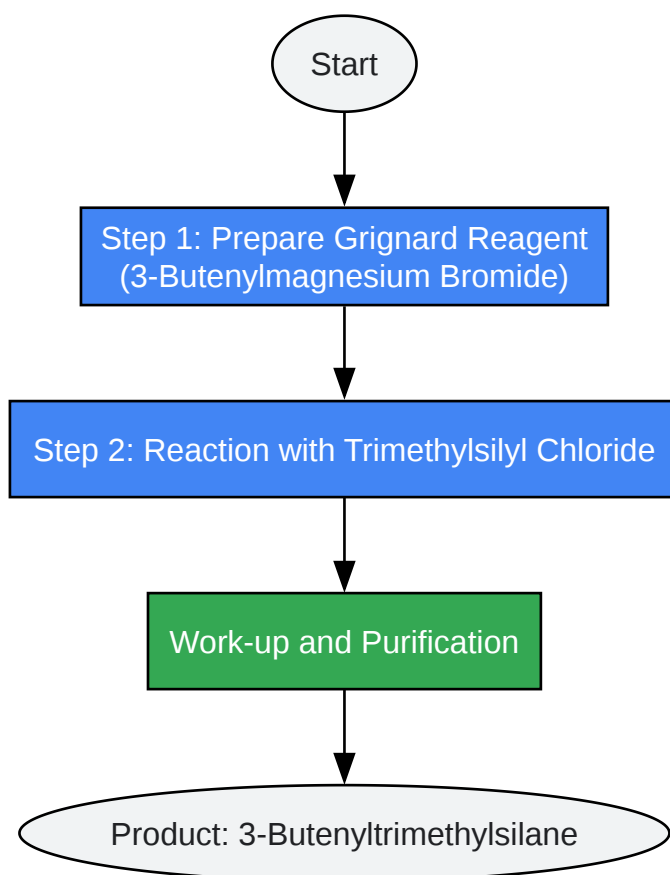 Start
Step 1: Prepare Grignard Reagent
(3-Butenylmagnesium Bromide)
Step 2: Reaction with Trimethylsilyl Chloride
Work-up and Purification
Product: 3-Butenyltrimethylsilane